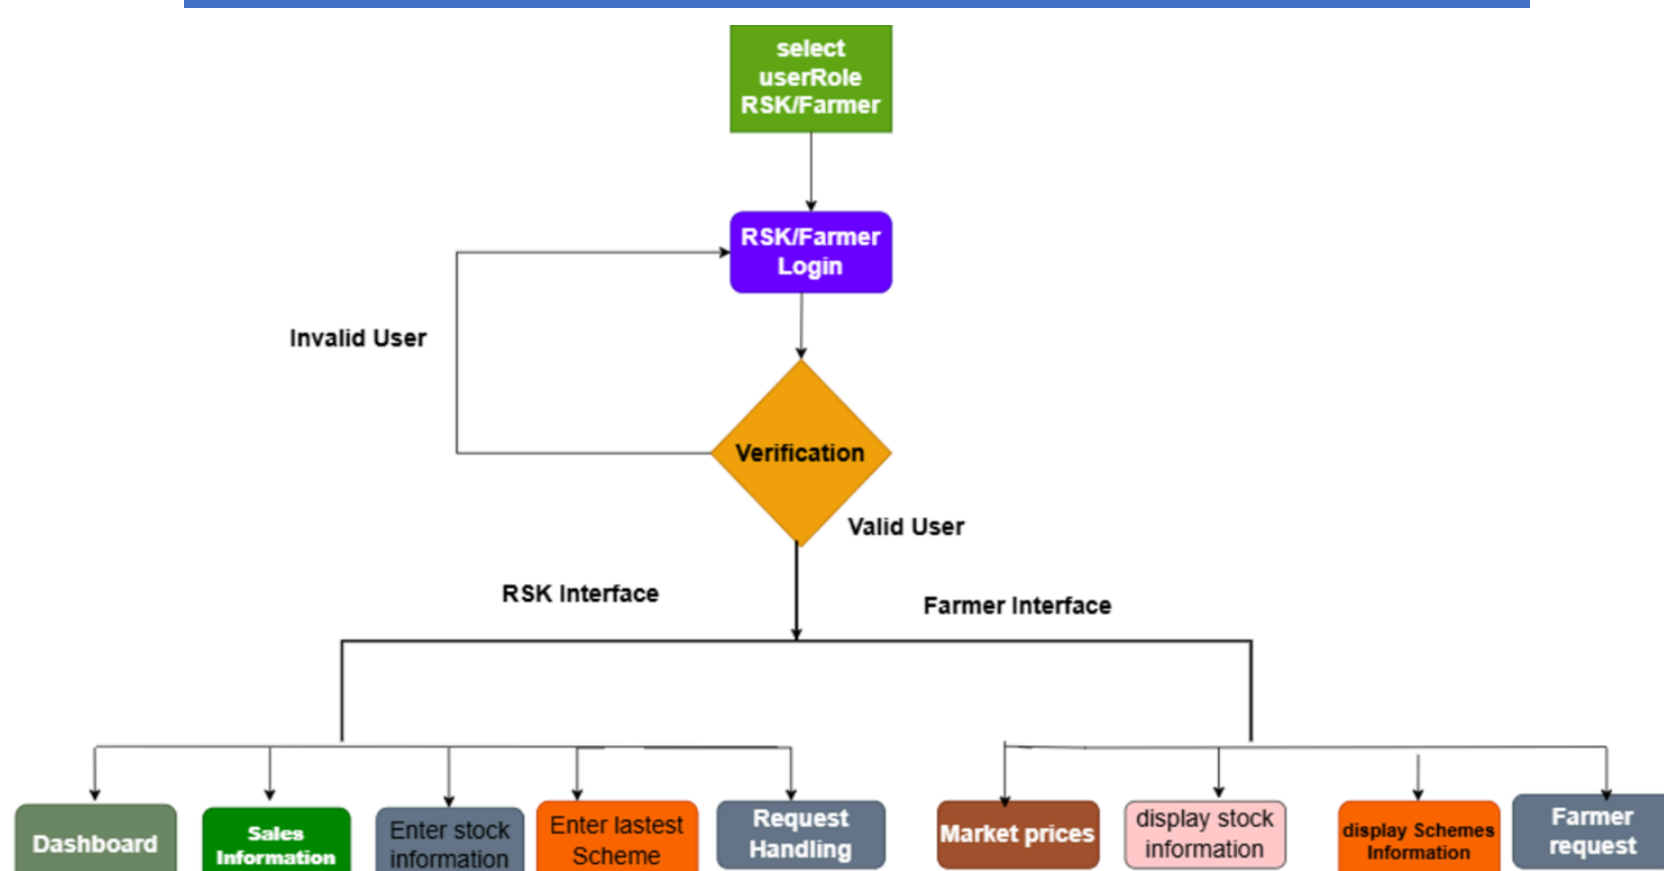 select
userRole
RSK/Farmer
RSK/Farmer
Login
Invalid User
Verification
Valid User
RSK Interface
Farmer Interface
Dashboard
Sales
Information
Enter stock
information
Enter lastest
Scheme
Request
Handling
Market prices
display stock
information
display Schemes
Information
Farmer
request